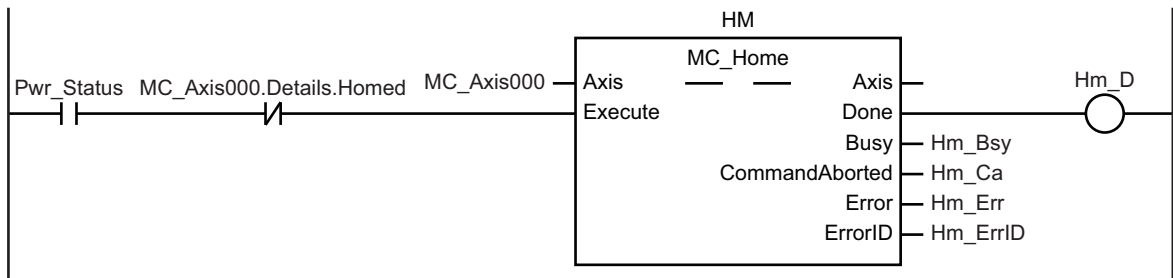 HM
MC_Home
Pwr_Status MC_Axis000.Details.Homed MC_Axis000 Axis Axis Hm_D
Execute Done
Busy Hm_Bsy
CommandAborted Hm_Ca
Error Hm_Err
ErrorID Hm_ErrID